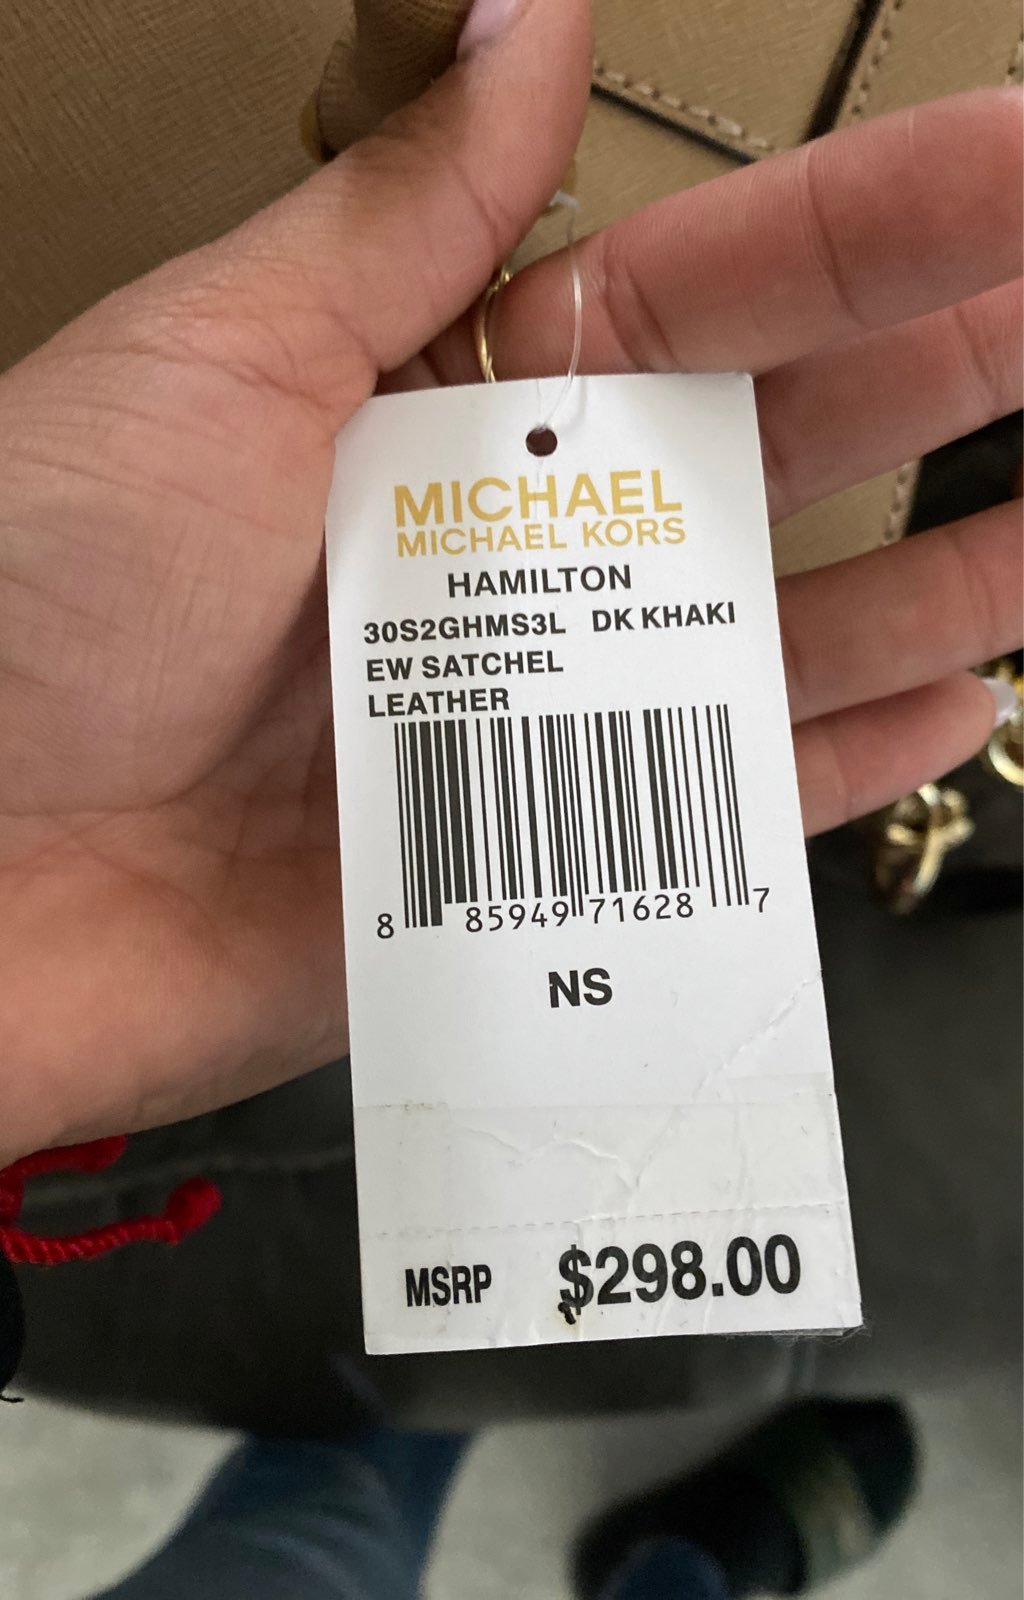 MICHAEL
MICHAEL KORS
HAMILTON
30S2GHMS3L DK KHAKI
EW SATCHEL
LEATHER
8 85949 71628 7
NS
MSRP $298.00